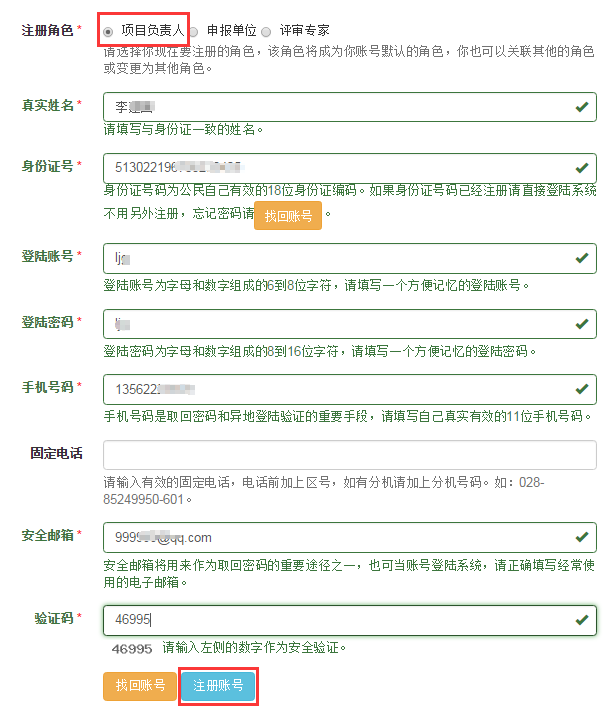 注册角色* 项目负责人 申报单位 评审专家
请选择你现在要注册的角色，该角色将成为你账号默认的角色，你也可以关联其他的角色
或变更为其他角色。
真实姓名* 李
请填写与身份证一致的姓名。
身份证号*
身份证号码为公民自己有效的18位身份证编码。如果身份证号码已经注册请直接登陆系统
不用另外注册，忘记密码请 找回账号 。
登陆账号*
登陆账号为字母和数字组成的6到8位字符，请填写一个方便记忆的登陆账号。
登陆密码*
登陆密码为字母和数字组成的8到16位字符，请填写一个方便记忆的登陆密码。
手机号码*
手机号码是取回密码和异地登陆验证的重要手段，请填写自己真实有效的11位手机号码。
固定电话
请输入有效的固定电话，电话前加上区号，如有分机请加上分机号码。如：028-
85249950-601。
安全邮箱* @qq.com
安全邮箱将用来作为取回密码的重要途径之一，也可当账号登陆系统，请正确填写经常使
用的电子邮箱。
验证码* 46995
46995 请输入左侧的数字作为安全验证。
找回账号 注册账号